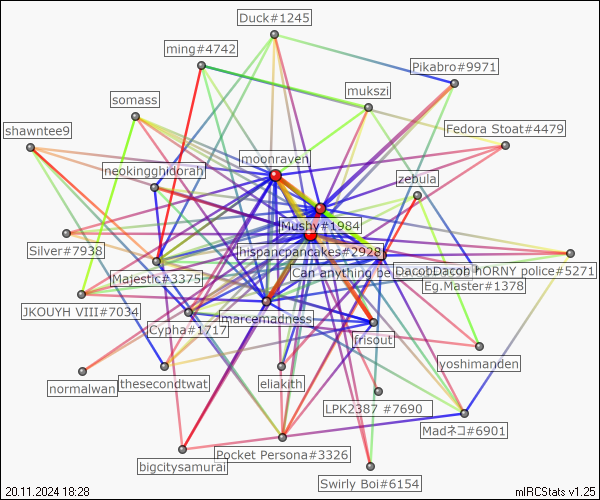 Duck#1245
ming#4742
Pikabro#9971
mukszi
somass
shawntee9
Fedora Stoat#4479
moonraven
neokingghidorah
zebula
Mushy#1984
Silver#7938
hispancpancakes#2928
Majestic#3375
Can anything be
DacobDacob
hORNY police#5271
Eg.Master#1378
JKOUYH VIII#7034
Cypha#1717
marcemadness
frisout
yoshimanden
normalwan
thesecondtwat
eliakith
LPK2387 #7690
Madネコ#6901
Pocket Persona#3326
bigcitysamurai
Swirly Boi#6154
20.11.2024 18:28
mIRCStats v1.25